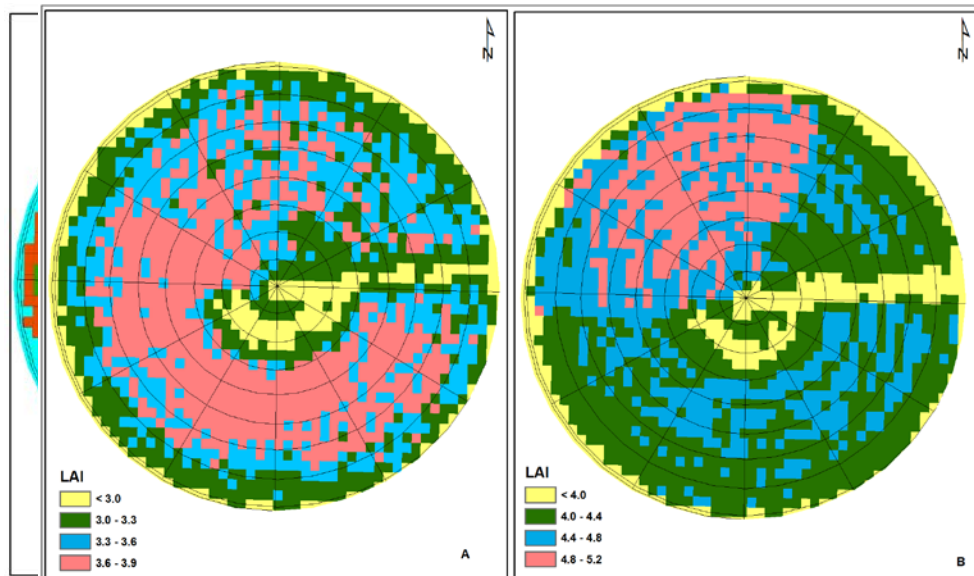 N
N
LAI
< 3.0
3.0 - 3.3
3.3 - 3.6
3.6 - 3.9
A
LAI
< 4.0
4.0 - 4.4
4.4 - 4.8
4.8 - 5.2
B